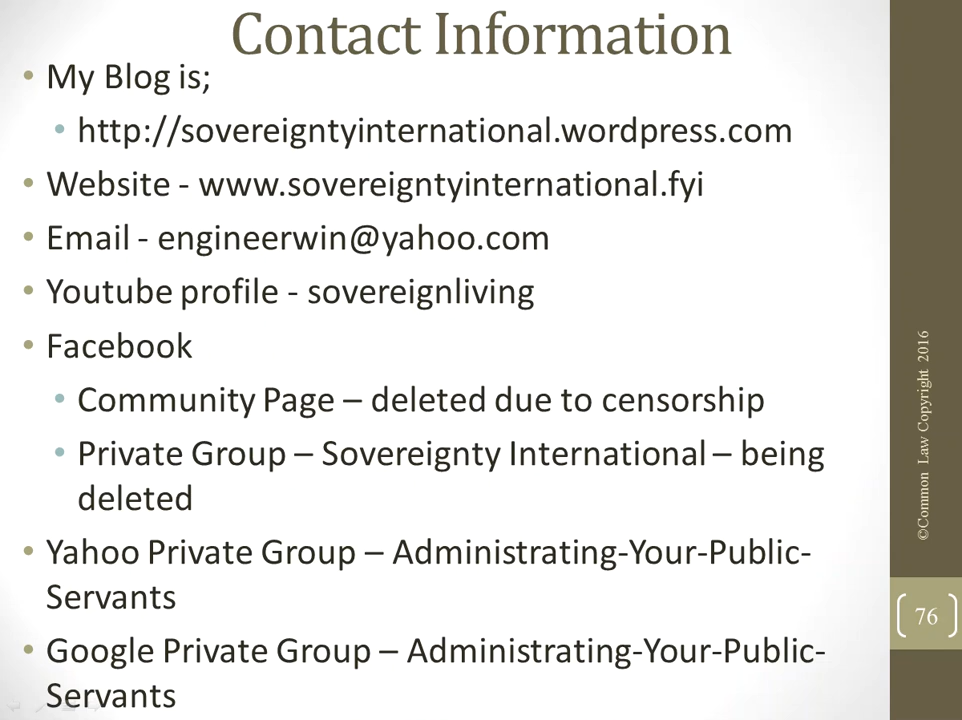 Contact Information
• My Blog is;
• http://sovereigntyinternational.wordpress.com
• Website - www.sovereigntyinternational.fyi
• Email - engineerwin@yahoo.com
• Youtube profile - sovereignliving
• Facebook
• Community Page – deleted due to censorship
• Private Group – Sovereignty International – being
deleted
• Yahoo Private Group – Administrating-Your-Public-
Servants
• Google Private Group – Administrating-Your-Public-
Servants
©Common Law Copyright 2016
76